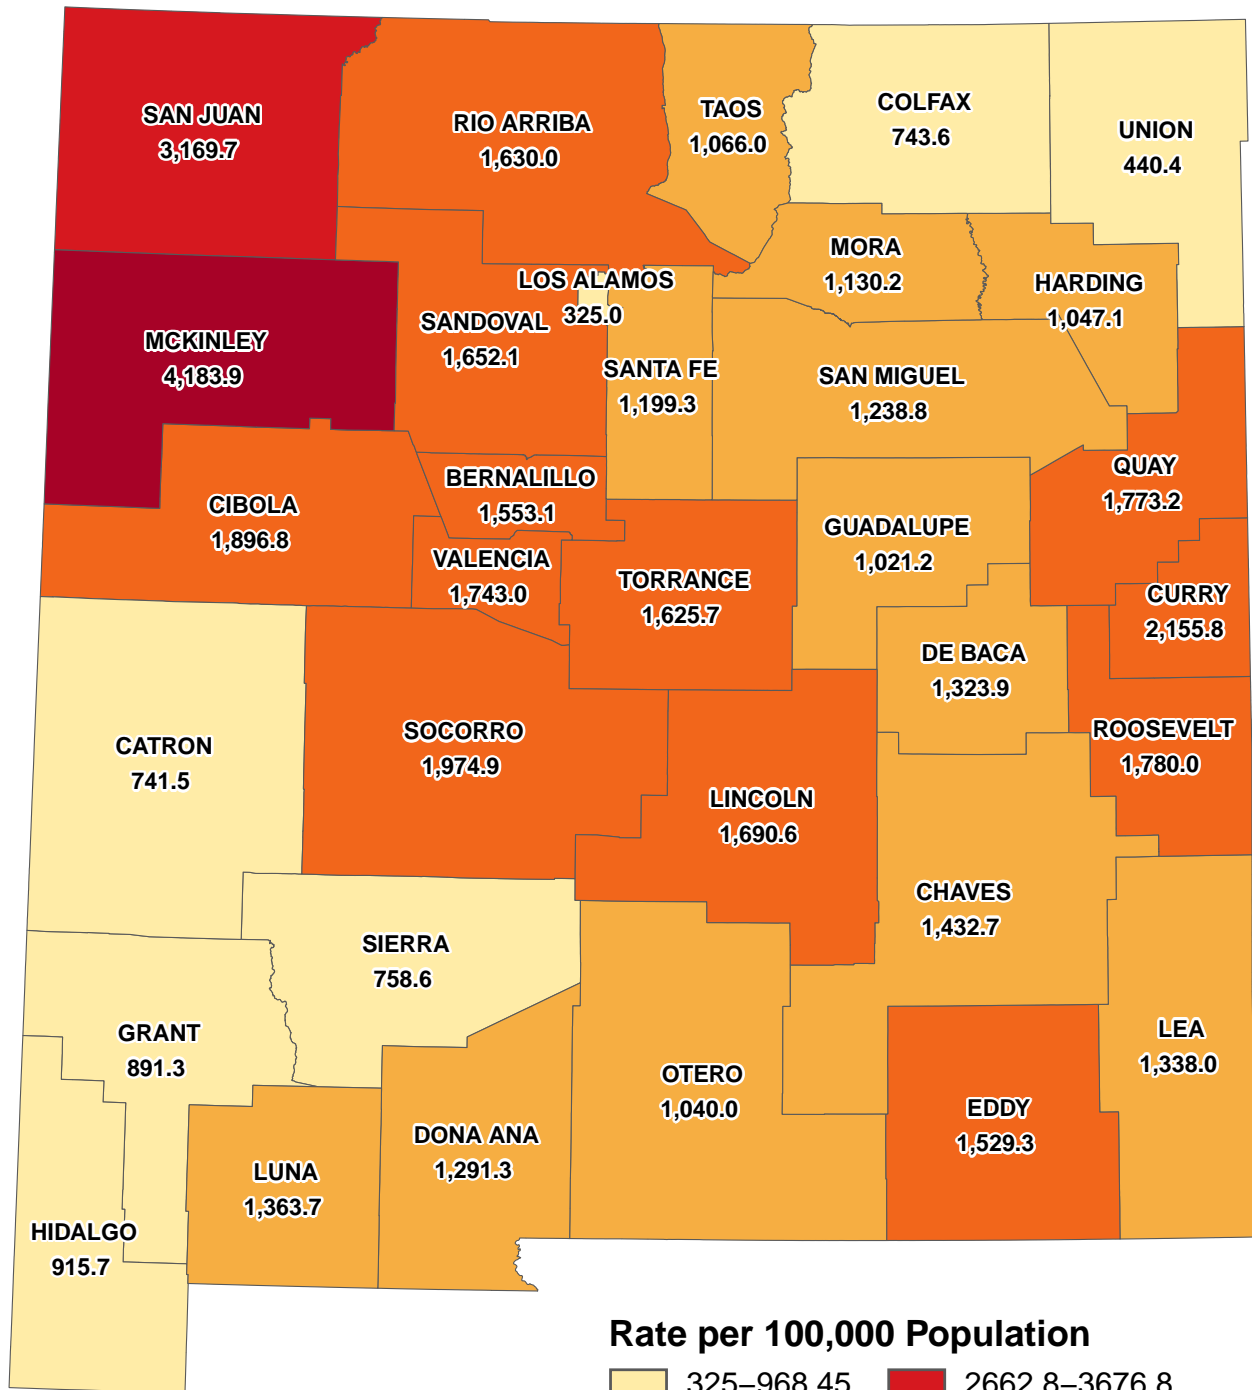 SAN JUAN
3,169.7
RIO ARRIBA
1,630.0
TAOS
1,066.0
COLFAX
743.6
UNION
440.4
MORA
1,130.2
HARDING
1,047.1
LOS ALAMOS
325.0
SANDOVAL
1,652.1
MCKINLEY
4,183.9
SANTA FE
1,199.3
SAN MIGUEL
1,238.8
QUAY
1,773.2
BERNALILLO
1,553.1
CIBOLA
1,896.8
GUADALUPE
1,021.2
VALENCIA
1,743.0
TORRANCE
1,625.7
CURRY
2,155.8
DE BACA
1,323.9
ROOSEVELT
1,780.0
SOCORRO
1,974.9
CATRON
741.5
LINCOLN
1,690.6
CHAVES
1,432.7
SIERRA
758.6
GRANT
891.3
LEA
1,338.0
OTERO
1,040.0
EDDY
1,529.3
DONA ANA
1,291.3
LUNA
1,363.7
HIDALGO
915.7
Rate per 100,000 Population
325–968.45
2662.8–3676.8